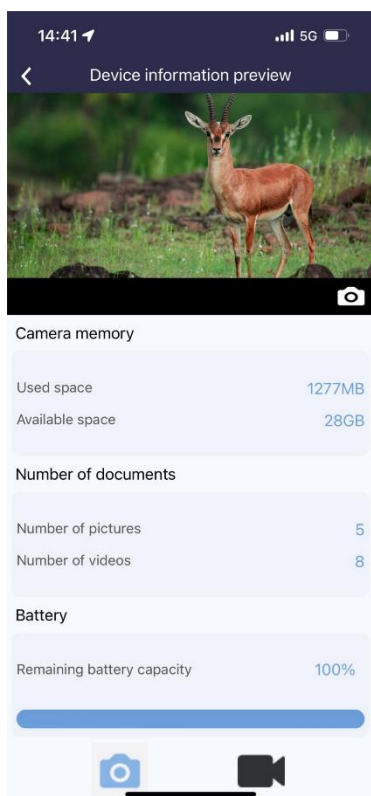 14:41
5G
Device information preview
Camera memory
Used space 1277MB
Available space 28GB
Number of documents
Number of pictures 5
Number of videos 8
Battery
Remaining battery capacity 100%